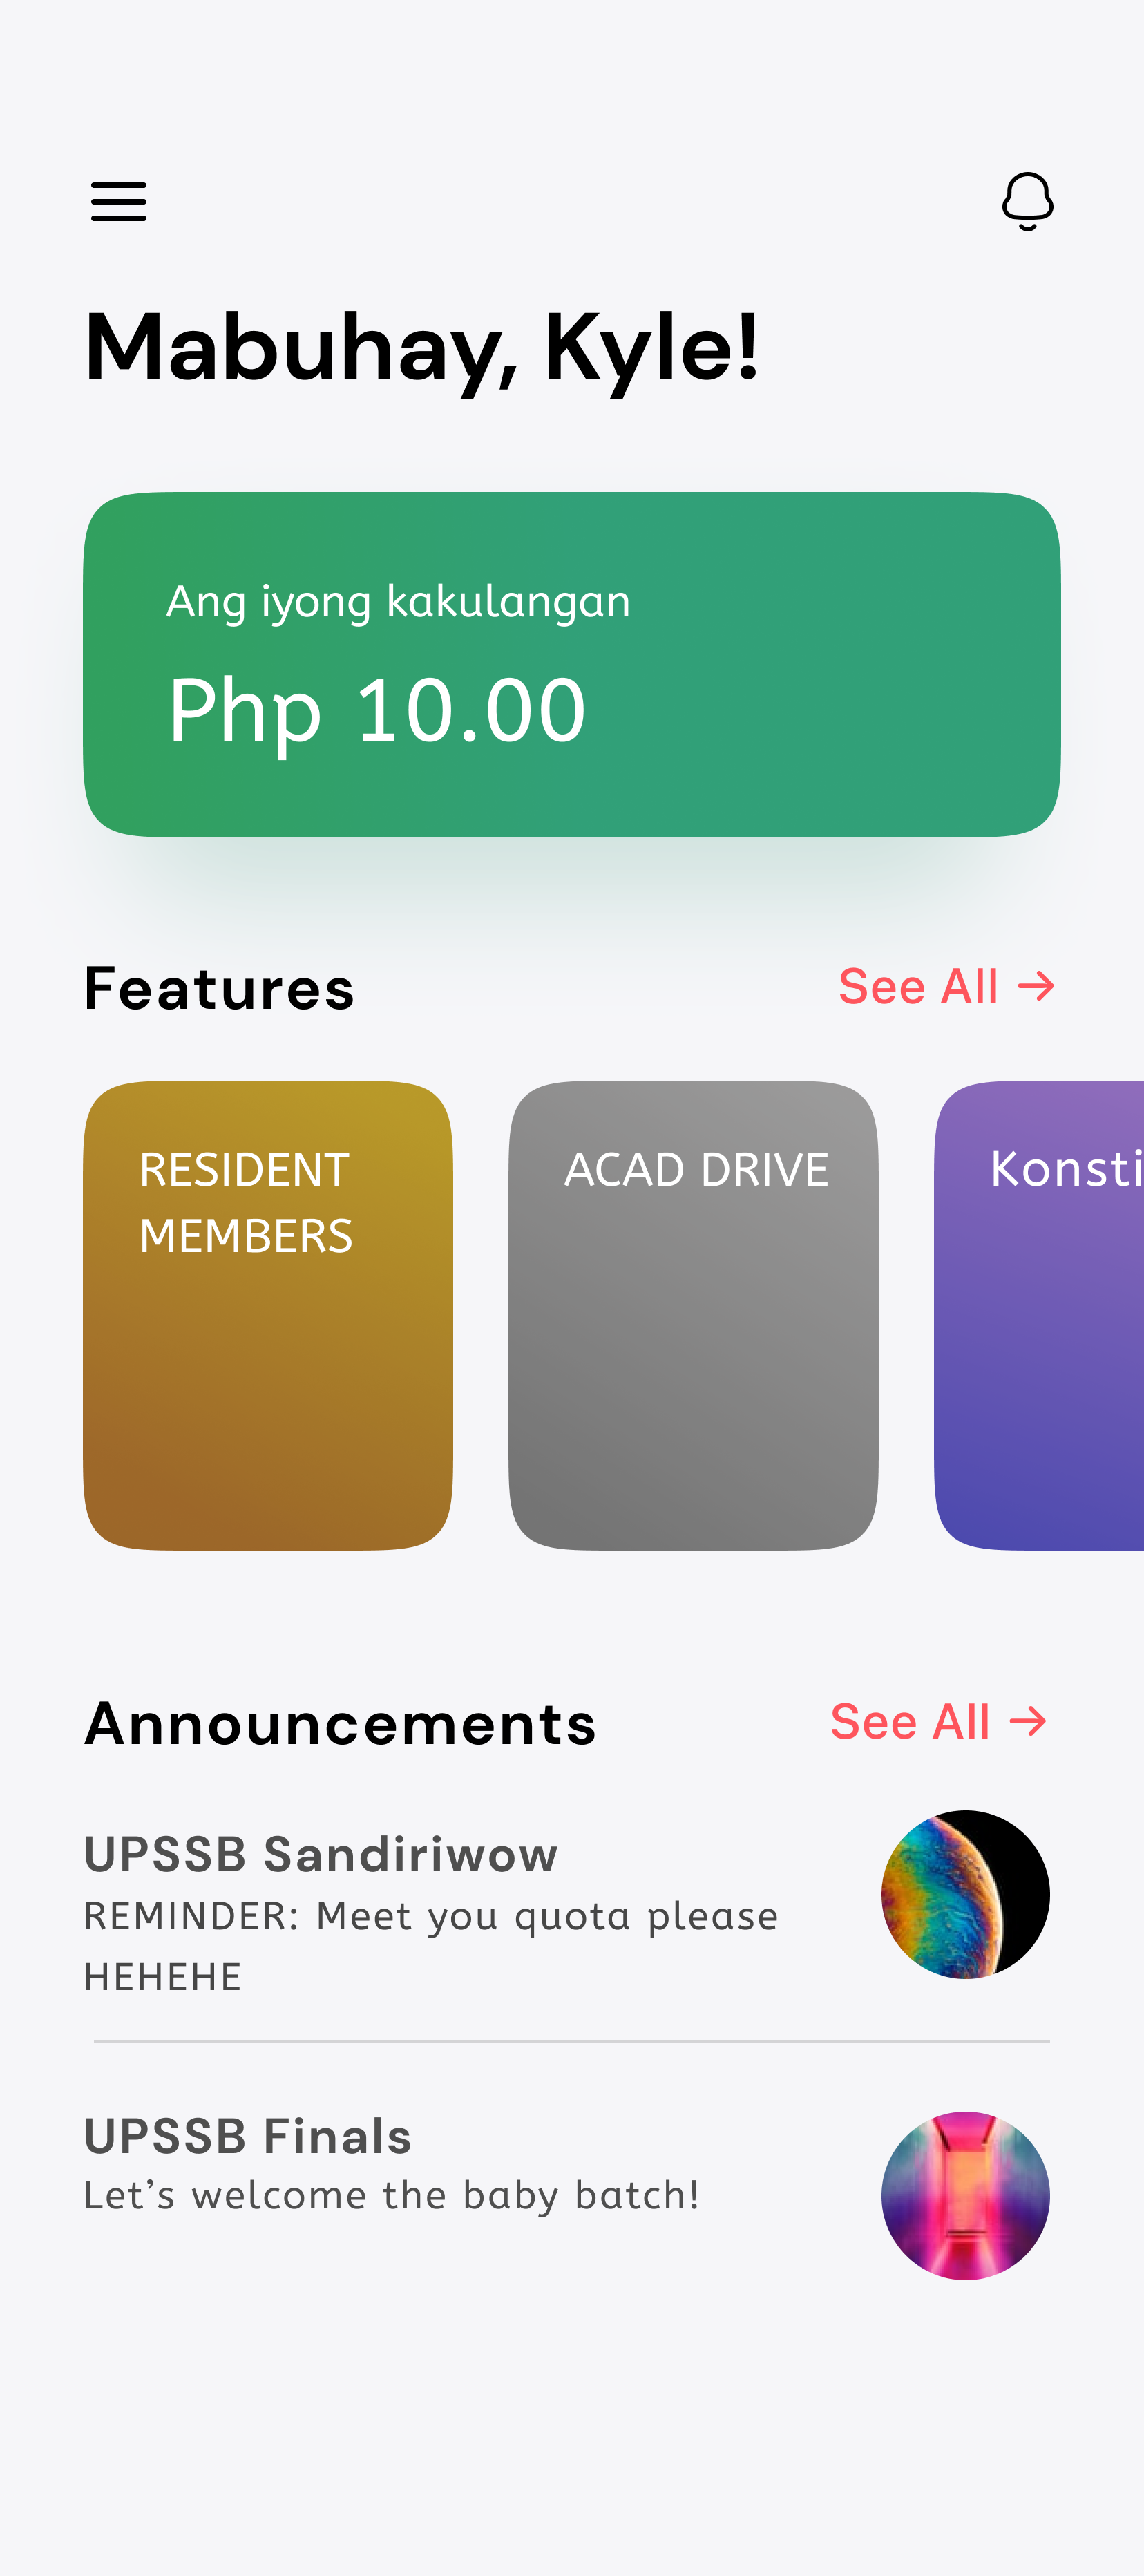 Mabuhay, Kyle!
Ang iyong kakulangan
Php 10.00
Features
See All →
RESIDENT
MEMBERS
ACAD DRIVE
Konsti
Announcements
See All →
UPSSB Sandiriwow
REMINDER: Meet you quota please
HEHEHE
UPSSB Finals
Let’s welcome the baby batch!